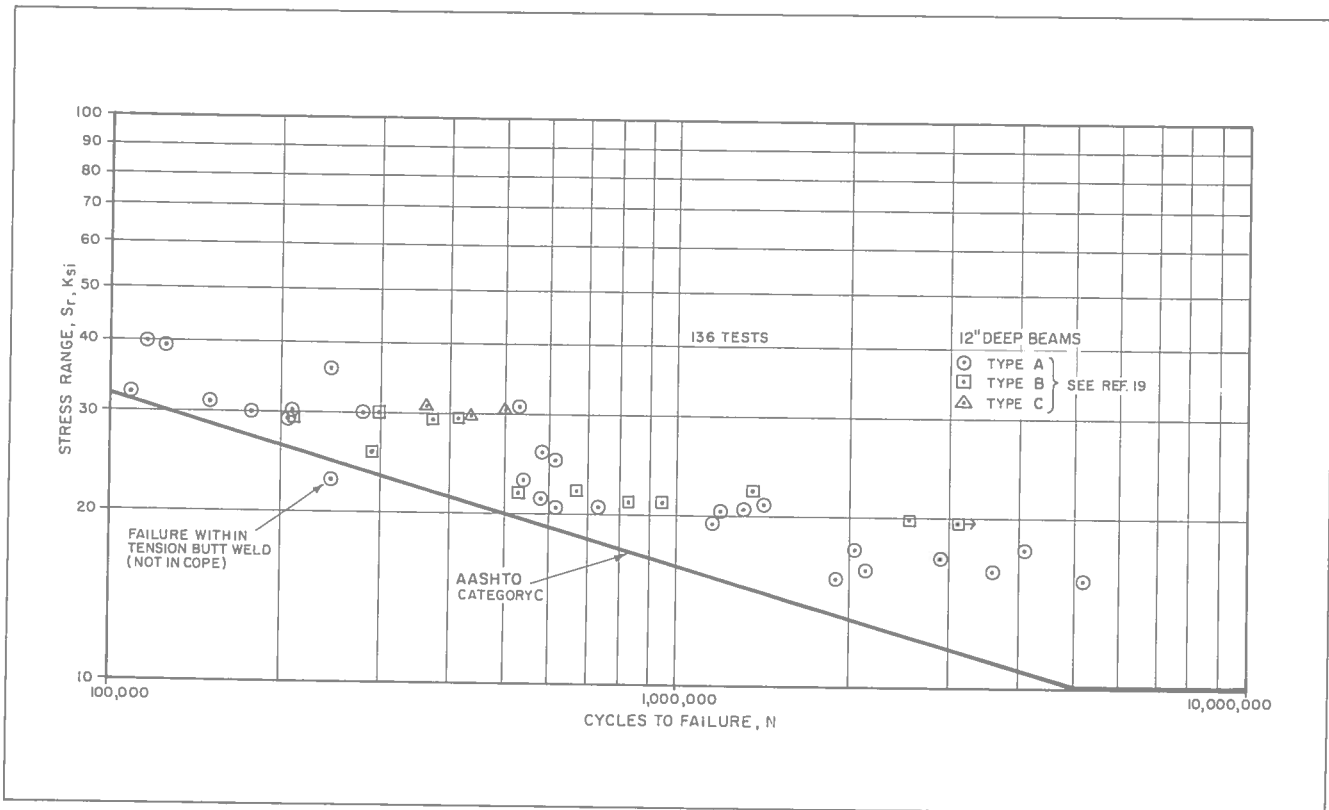 100
90
80
70
60
50
40
30
20
10
STRESS RANGE, Sr, Ksi
136 TESTS
12" DEEP BEAMS
TYPE A
TYPE B
TYPE C
SEE REF. 19
FAILURE WITHIN
TENSION BUTT WELD
(NOT IN COPE)
AASHTO
CATEGORY C
100,000
1,000,000
10,000,000
CYCLES TO FAILURE, N